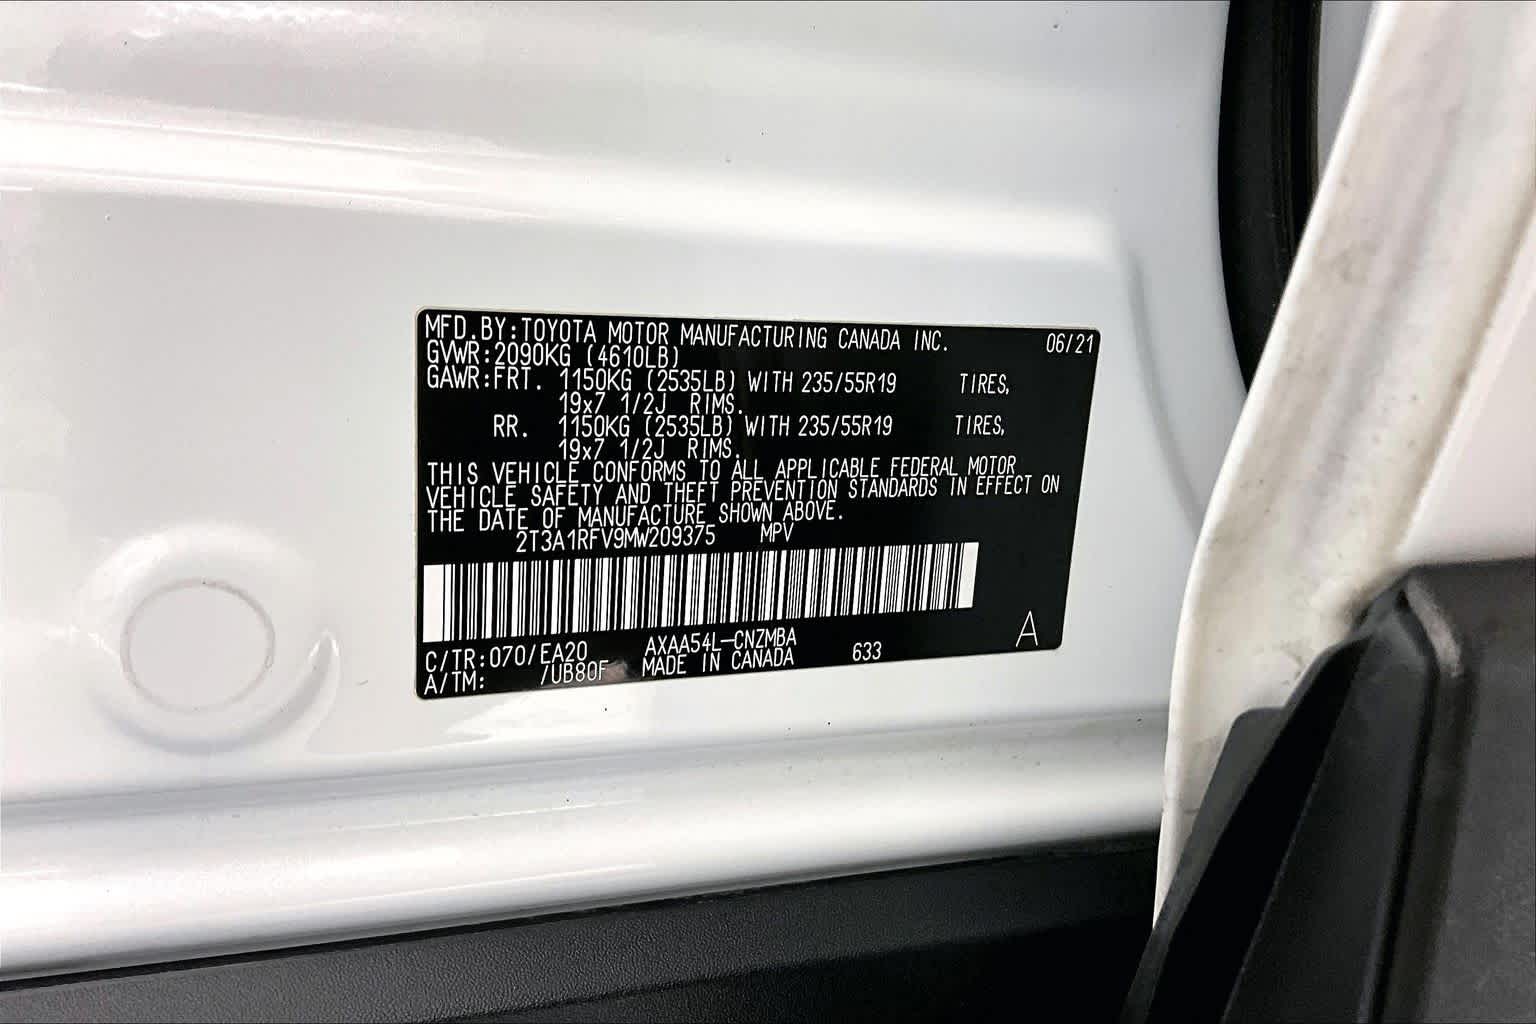 MFD.BY:TOYOTA MOTOR MANUFACTURING CANADA INC. 06/21
GVWR:2090KG (4610LB)
GAWR:FRT. 1150KG (2535LB) WITH 235/55R19 TIRES,
19x7 1/2J RIMS.
RR. 1150KG (2535LB) WITH 235/55R19 TIRES,
19x7 1/2J RIMS.
THIS VEHICLE CONFORMS TO ALL APPLICABLE FEDERAL MOTOR
VEHICLE SAFETY AND THEFT PREVENTION STANDARDS IN EFFECT ON
THE DATE OF MANUFACTURE SHOWN ABOVE.
2T3A1RFV9MW209375 MPV
C/TR:070/EA20 AXAA54L-CNZMBA 633 A
A/TM: /UB80F MADE IN CANADA